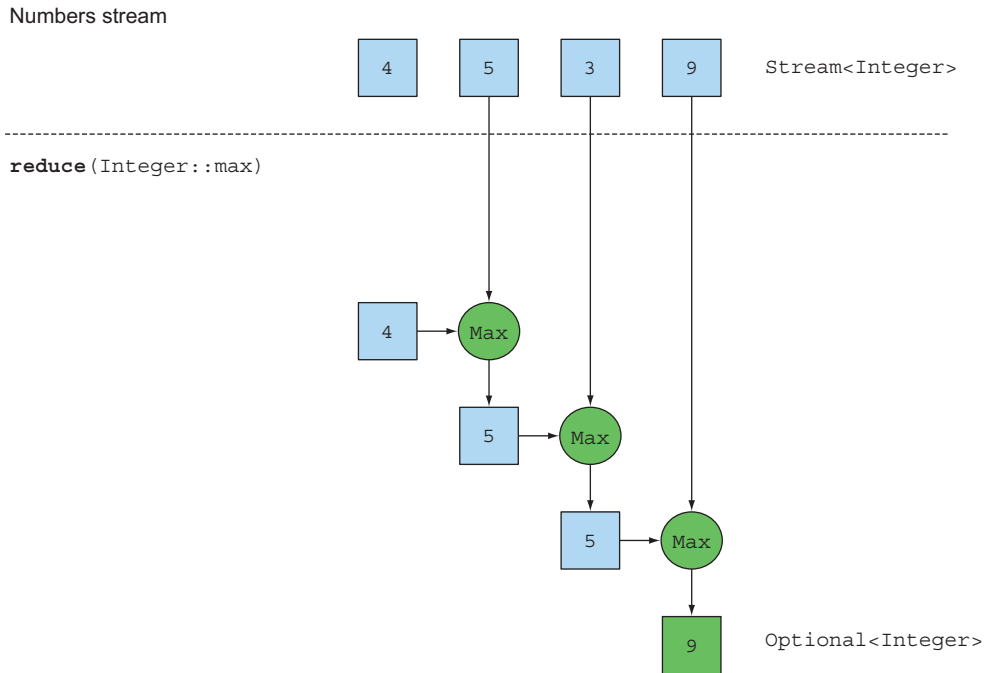 Numbers stream
4 5 3 9 Stream<Integer>
reduce(Integer::max)
4 Max
5 Max
5 Max
9 Optional<Integer>